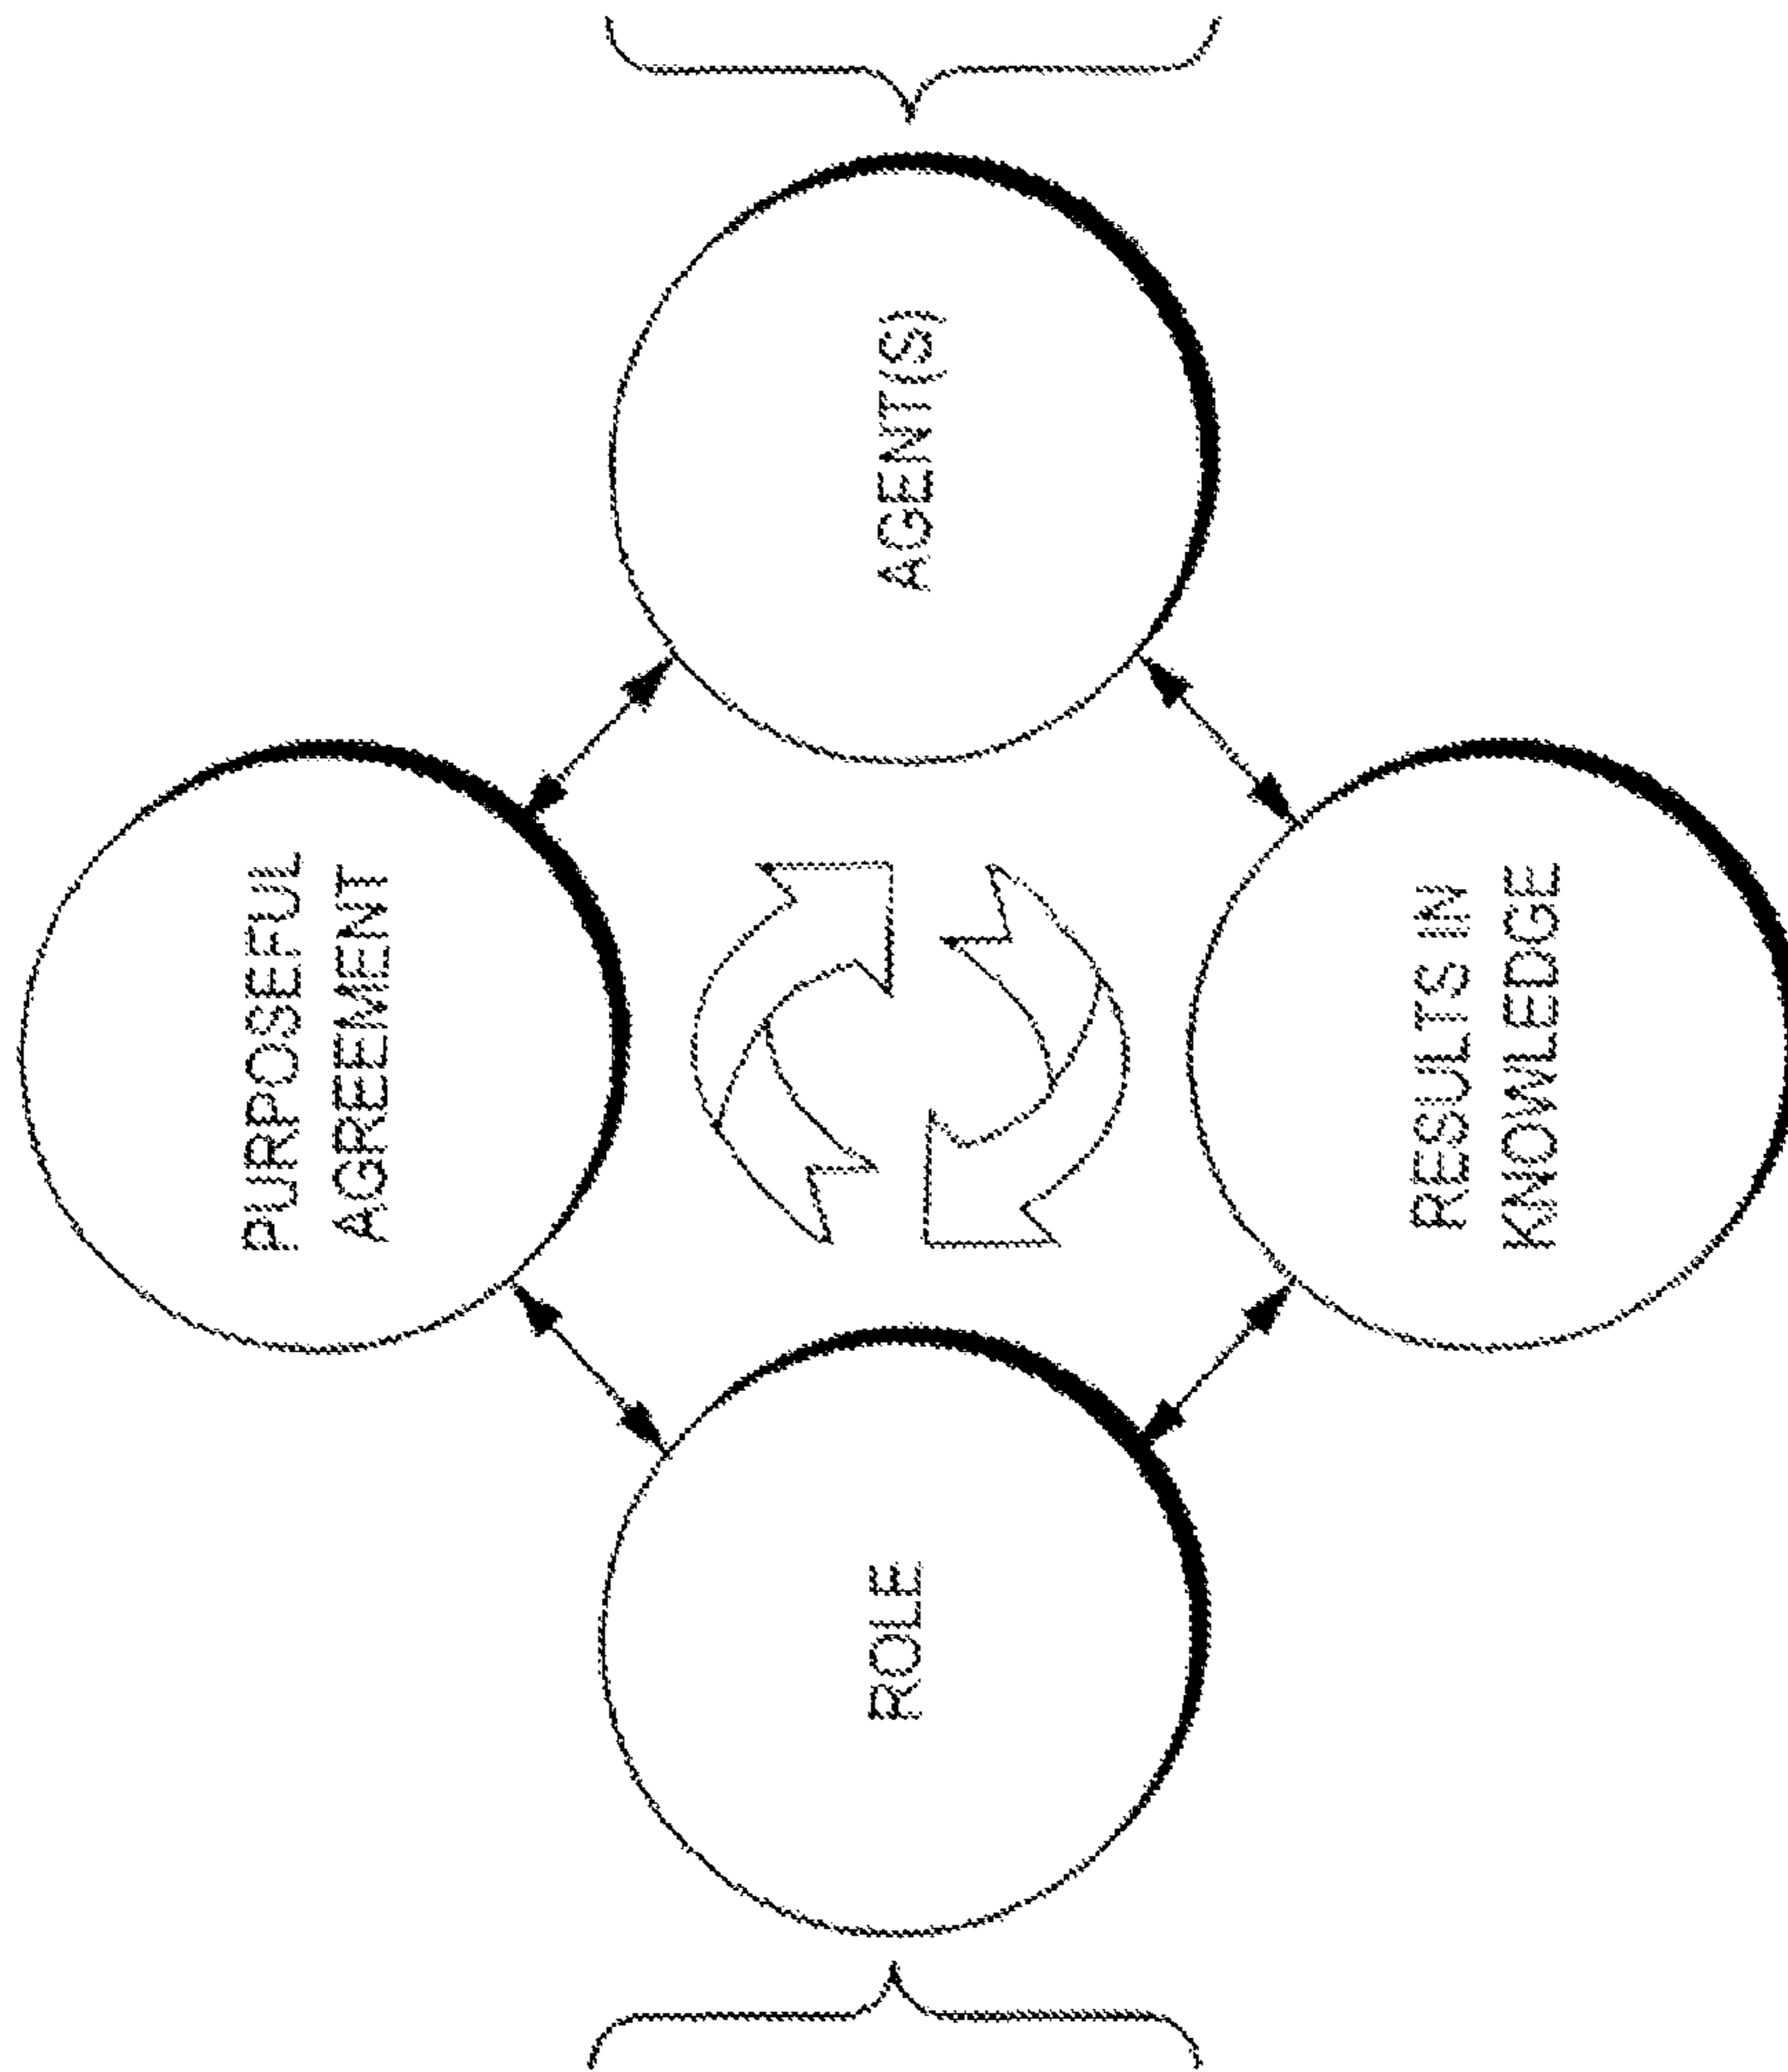 PURPOSEFUL
AGREEMENT
ROLE
AGENT(S)
RESULTS IN
KNOWLEDGE